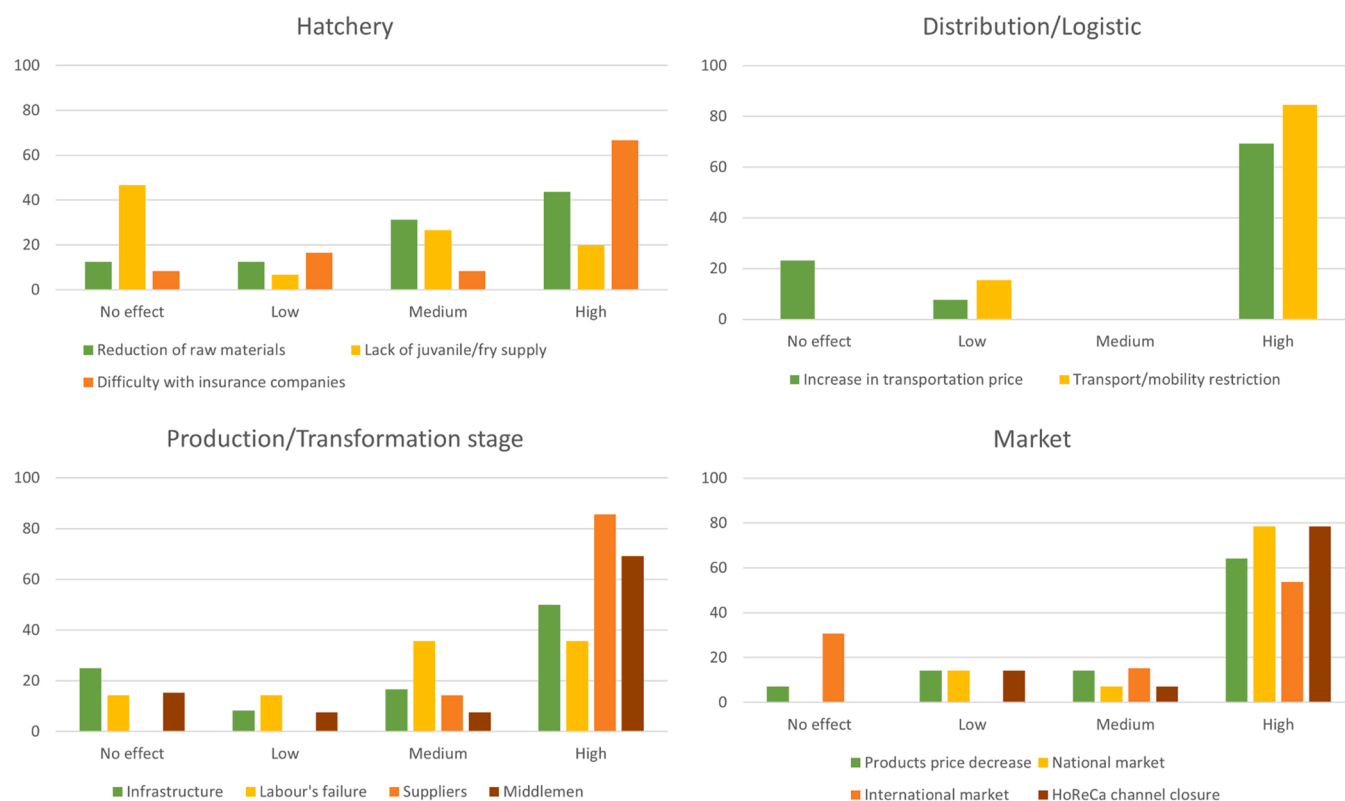 Hatchery
100
80
60
40
20
0
No effect Low Medium High
Reduction of raw materials Lack of juvanile/fry supply
Difficulty with insurance companies
Distribution/Logistic
100
80
60
40
20
0
No effect Low Medium High
Increase in transportation price Transport/mobility restriction
Production/Transformation stage
100
80
60
40
20
0
No effect Low Medium High
Infrastructure Labour's failure Suppliers Middlemen
Market
100
80
60
40
20
0
No effect Low Medium High
Products price decrease National market
International market HoReCa channel closure